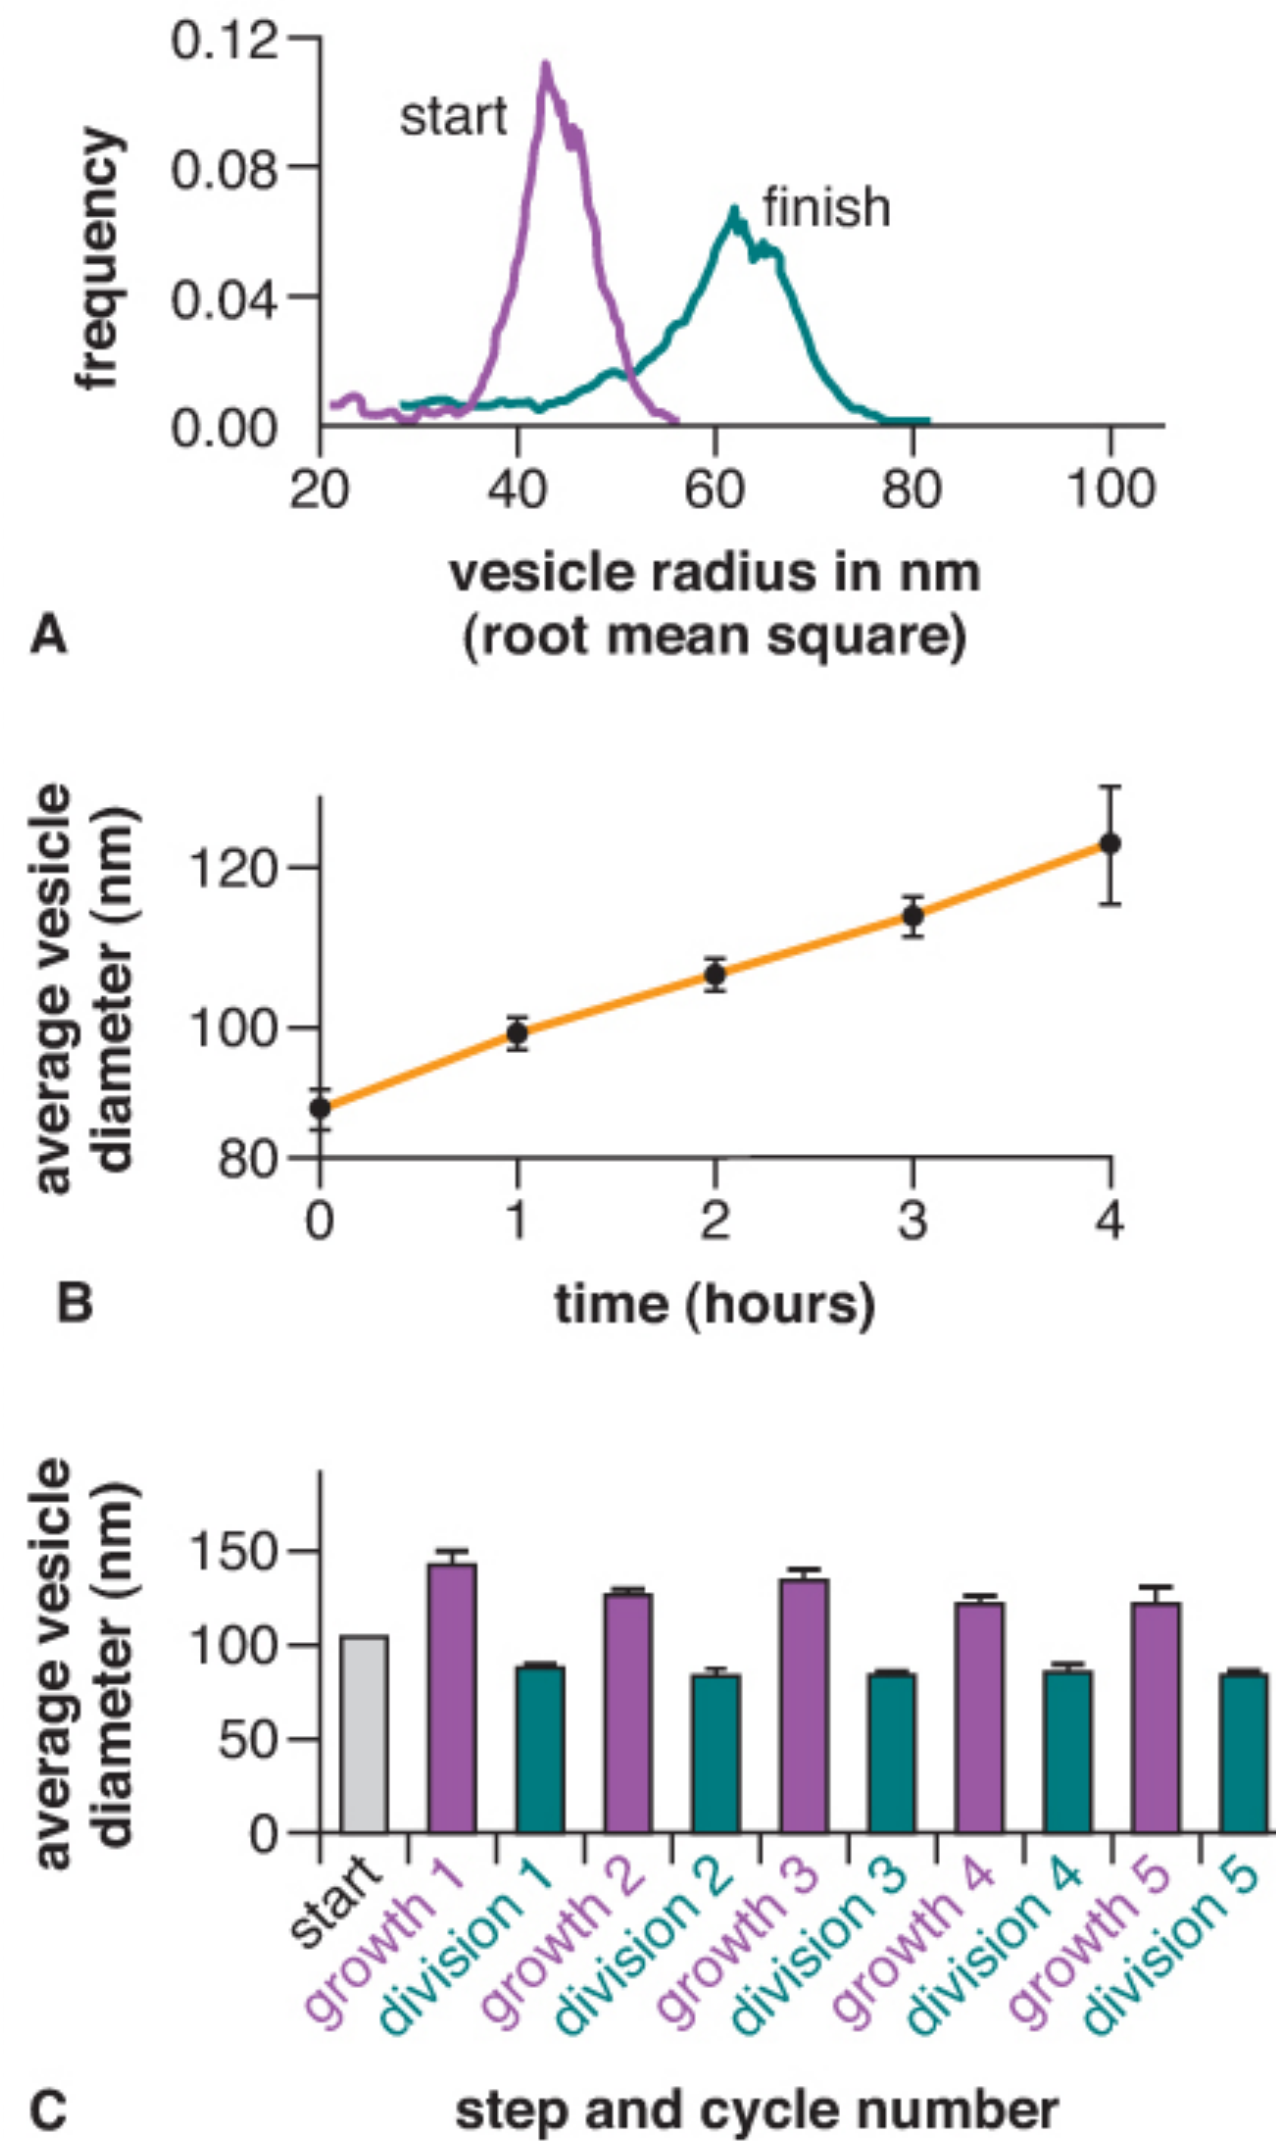 0.12
0.08
0.04
0.00
frequency
start
finish
20 40 60 80 100
vesicle radius in nm
(root mean square)
A
average vesicle
diameter (nm)
120
100
80
0 1 2 3 4
time (hours)
B
average vesicle
diameter (nm)
150
100
50
0
start
growth 1
division 1
growth 2
division 2
growth 3
division 3
growth 4
division 4
growth 5
division 5
step and cycle number
C